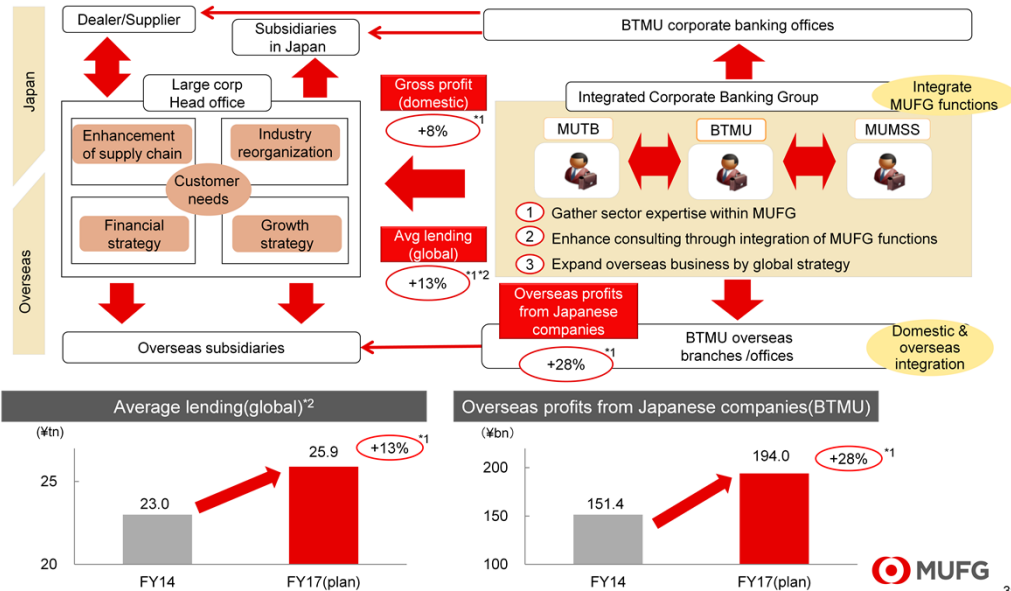 Japan
Overseas
Dealer/Supplier
Subsidiaries
in Japan
BTMU corporate banking offices
Large corp
Head office
Enhancement
of supply chain
Industry
reorganization
Customer
needs
Financial
strategy
Growth
strategy
Gross profit
(domestic)
+8%
*1
Avg lending
(global)
+13%
*1*2
Integrated Corporate Banking Group
Integrate
MUFG functions
MUTB
BTMU
MUMSS
1 Gather sector expertise within MUFG
2 Enhance consulting through integration of MUFG functions
3 Expand overseas business by global strategy
Overseas profits
from Japanese
companies
+28%
*1
Overseas subsidiaries
BTMU overseas
branches /offices
Domestic &
overseas
integration
Average lending(global)*2
(¥tn)
25
20
23.0
25.9
+13%
*1
FY14
FY17(plan)
Overseas profits from Japanese companies(BTMU)
(¥bn)
200
150
100
151.4
194.0
+28%
*1
FY14
FY17(plan)
MUFG
3